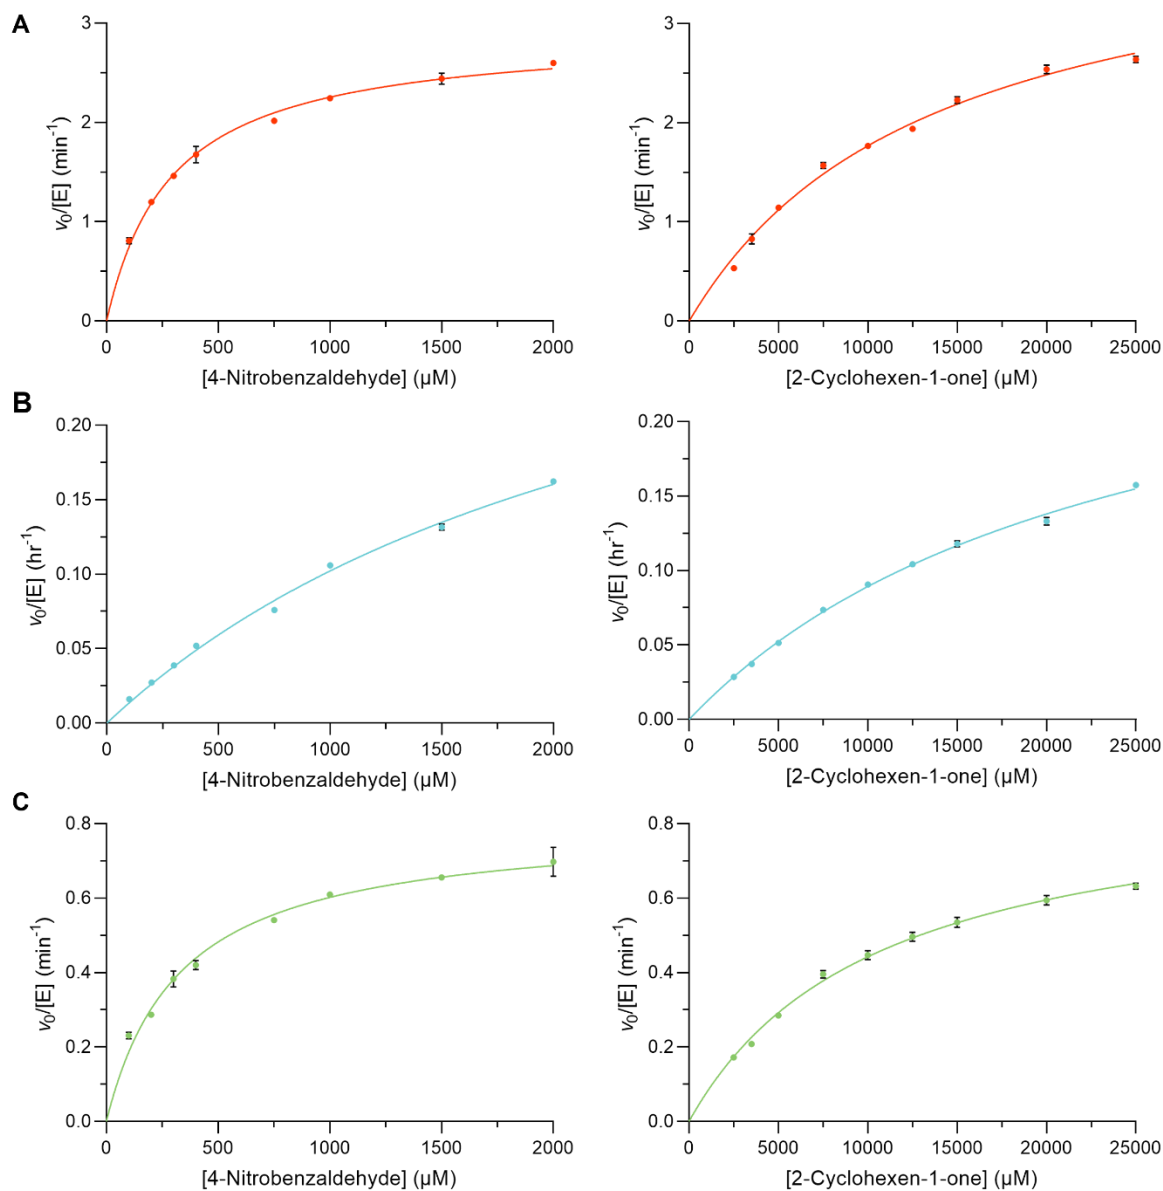 A
3
2
1
0
v₀/[E] (min⁻¹)
0 500 1000 1500 2000
[4-Nitrobenzaldehyde] (µM)
3
2
1
0
v₀/[E] (min⁻¹)
0 5000 10000 15000 20000 25000
[2-Cyclohexen-1-one] (µM)
B
0.20
0.15
0.10
0.05
0.00
v₀/[E] (hr⁻¹)
0 500 1000 1500 2000
[4-Nitrobenzaldehyde] (µM)
0.20
0.15
0.10
0.05
0.00
v₀/[E] (hr⁻¹)
0 5000 10000 15000 20000 25000
[2-Cyclohexen-1-one] (µM)
C
0.8
0.6
0.4
0.2
0.0
v₀/[E] (min⁻¹)
0 500 1000 1500 2000
[4-Nitrobenzaldehyde] (µM)
0.8
0.6
0.4
0.2
0.0
v₀/[E] (min⁻¹)
0 5000 10000 15000 20000 25000
[2-Cyclohexen-1-one] (µM)